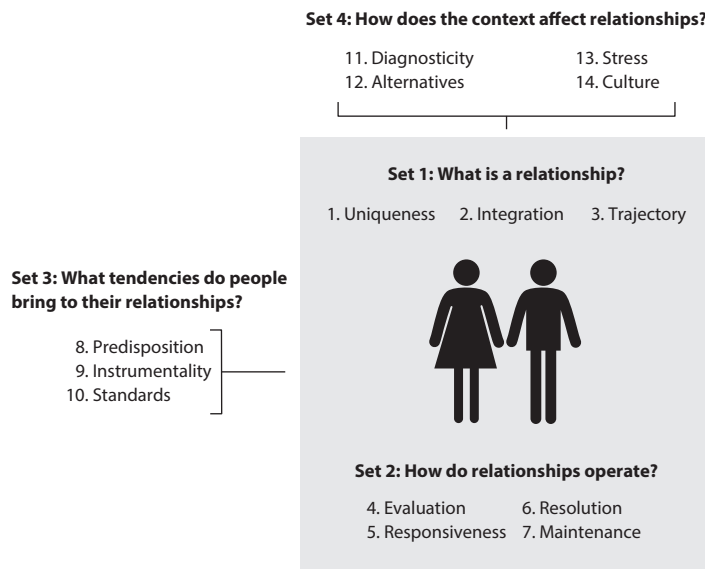 Set 4: How does the context affect relationships?
11. Diagnosticity
12. Alternatives
13. Stress
14. Culture
Set 1: What is a relationship?
1. Uniqueness 2. Integration 3. Trajectory
Set 3: What tendencies do people
bring to their relationships?
8. Predisposition
9. Instrumentality
10. Standards
Set 2: How do relationships operate?
4. Evaluation
5. Responsiveness
6. Resolution
7. Maintenance